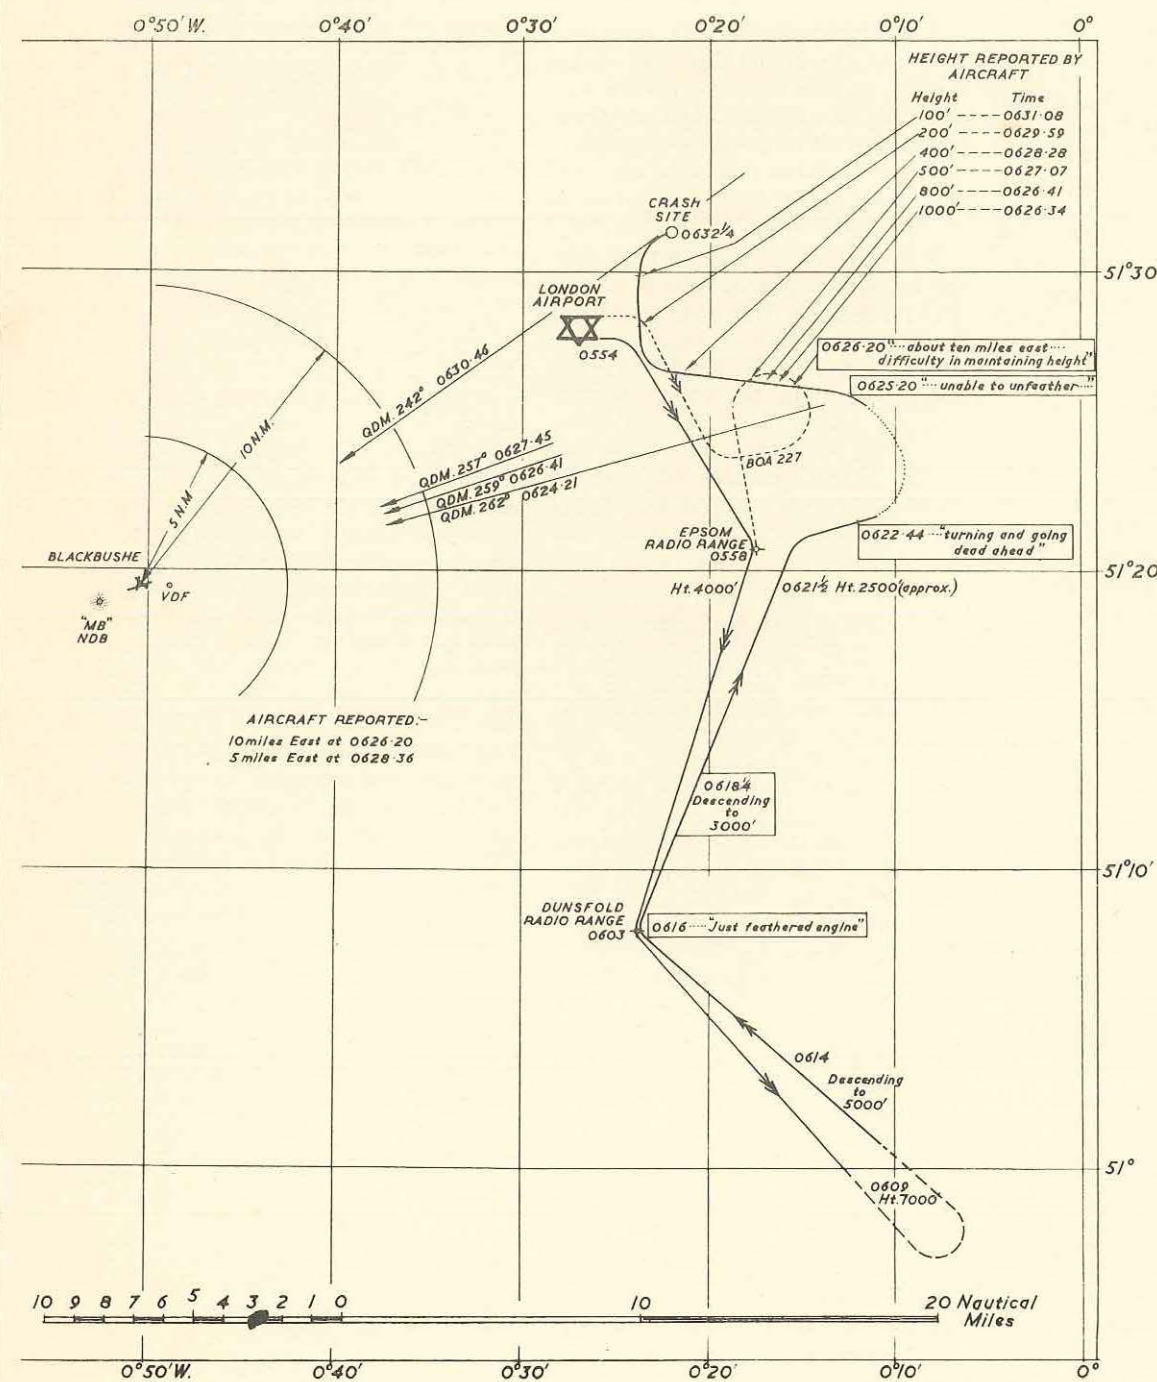 0°50' W.
0°40'
0°30'
0°20'
0°10'
0°
HEIGHT REPORTED BY
AIRCRAFT
Height Time
100' ---- 0631·08
200' ---- 0629·59
400' ---- 0628·28
500' ---- 0627·07
800' ---- 0626·41
1000' ---- 0626·34
CRASH
SITE
0632¼
51°30
LONDON
AIRPORT
0554
0626·20 "....about ten miles east....
difficulty in maintaining height"
0625·20 "....unable to unfeather...."
QDM. 242° 0630·46
10 N.M.
5 N.M
QDM. 257° 0627·45
QDM. 259° 0626·41
QDM. 262° 0624·21
BOA 227
EPSOM
RADIO RANGE
0558
0622·44 ..."turning and going
dead ahead"
BLACKBUSHE
VDF
"MB"
NDB
51°20
Ht. 4000'
0621½ Ht. 2500'(approx.)
AIRCRAFT REPORTED:-
10 miles East at 0626·20
5 miles East at 0628·36
0618¼
Descending
to
3000'
51°10'
DUNSFOLD
RADIO RANGE
0603
0616 ...."Just feathered engine"
0614
Descending
to
5000'
51°
0609
Ht. 7000'
10 9 8 7 6 5 4 3 2 1 0 10 20 Nautical
Miles
0°50' W.
0°40'
0°30'
0°20'
0°10'
0°